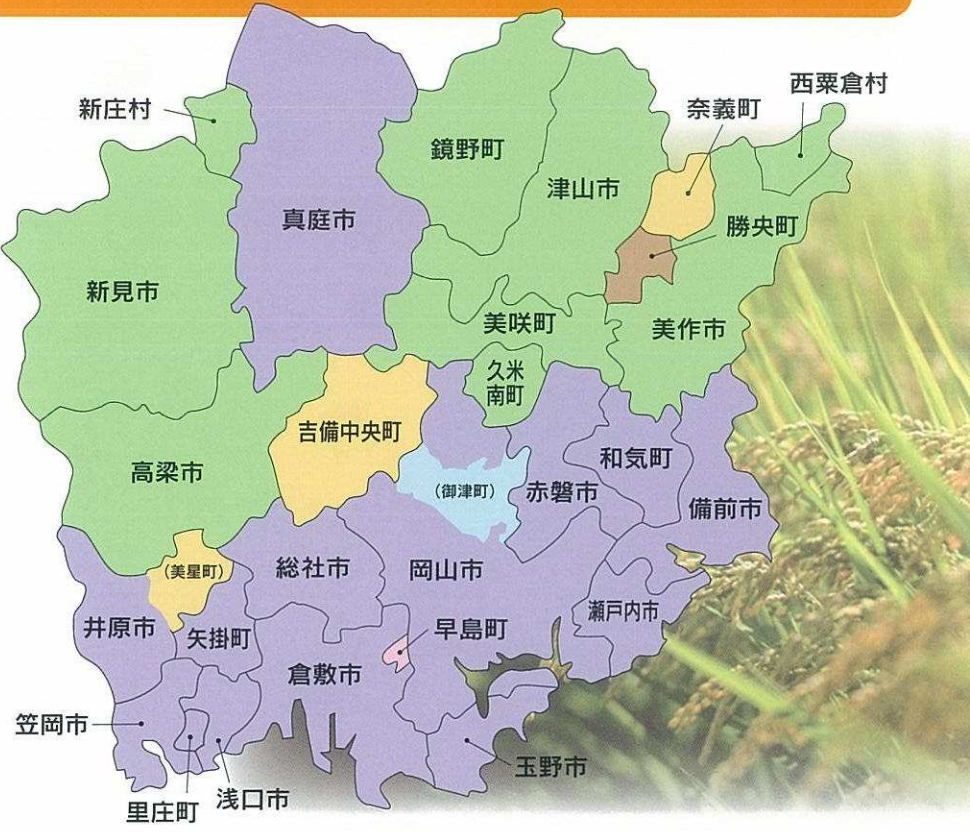 新庄村
西粟倉村
奈義町
鏡野町
津山市
真庭市
勝央町
新見市
美咲町
美作市
久米
南町
吉備中央町
和気町
高梁市
(御津町)
赤磐市
備前市
(美星町)
総社市
岡山市
瀬戸内市
井原市
矢掛町
早島町
倉敷市
笠岡市
玉野市
浅口市
里庄町